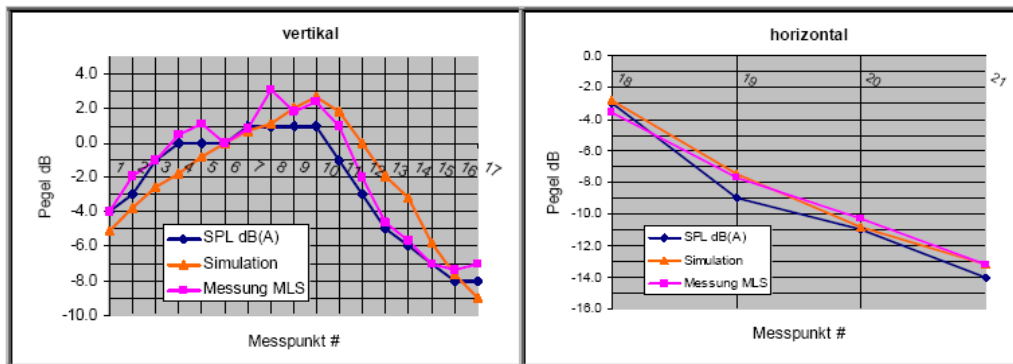 vertikal
4.0
2.0
0.0
-2.0
-4.0
-6.0
-8.0
-10.0
Pegel dB
1 2 3 4 5 6 7 8 9 10 11 12 13 14 15 16 17
SPL dB(A)
Simulation
Messung MLS
Messpunkt #
horizontal
0.0
-2.0
-4.0
-6.0
-8.0
-10.0
-12.0
-14.0
-16.0
Pegel dB
18 19 20 21
SPL dB(A)
Simulation
Messung MLS
Messpunkt #